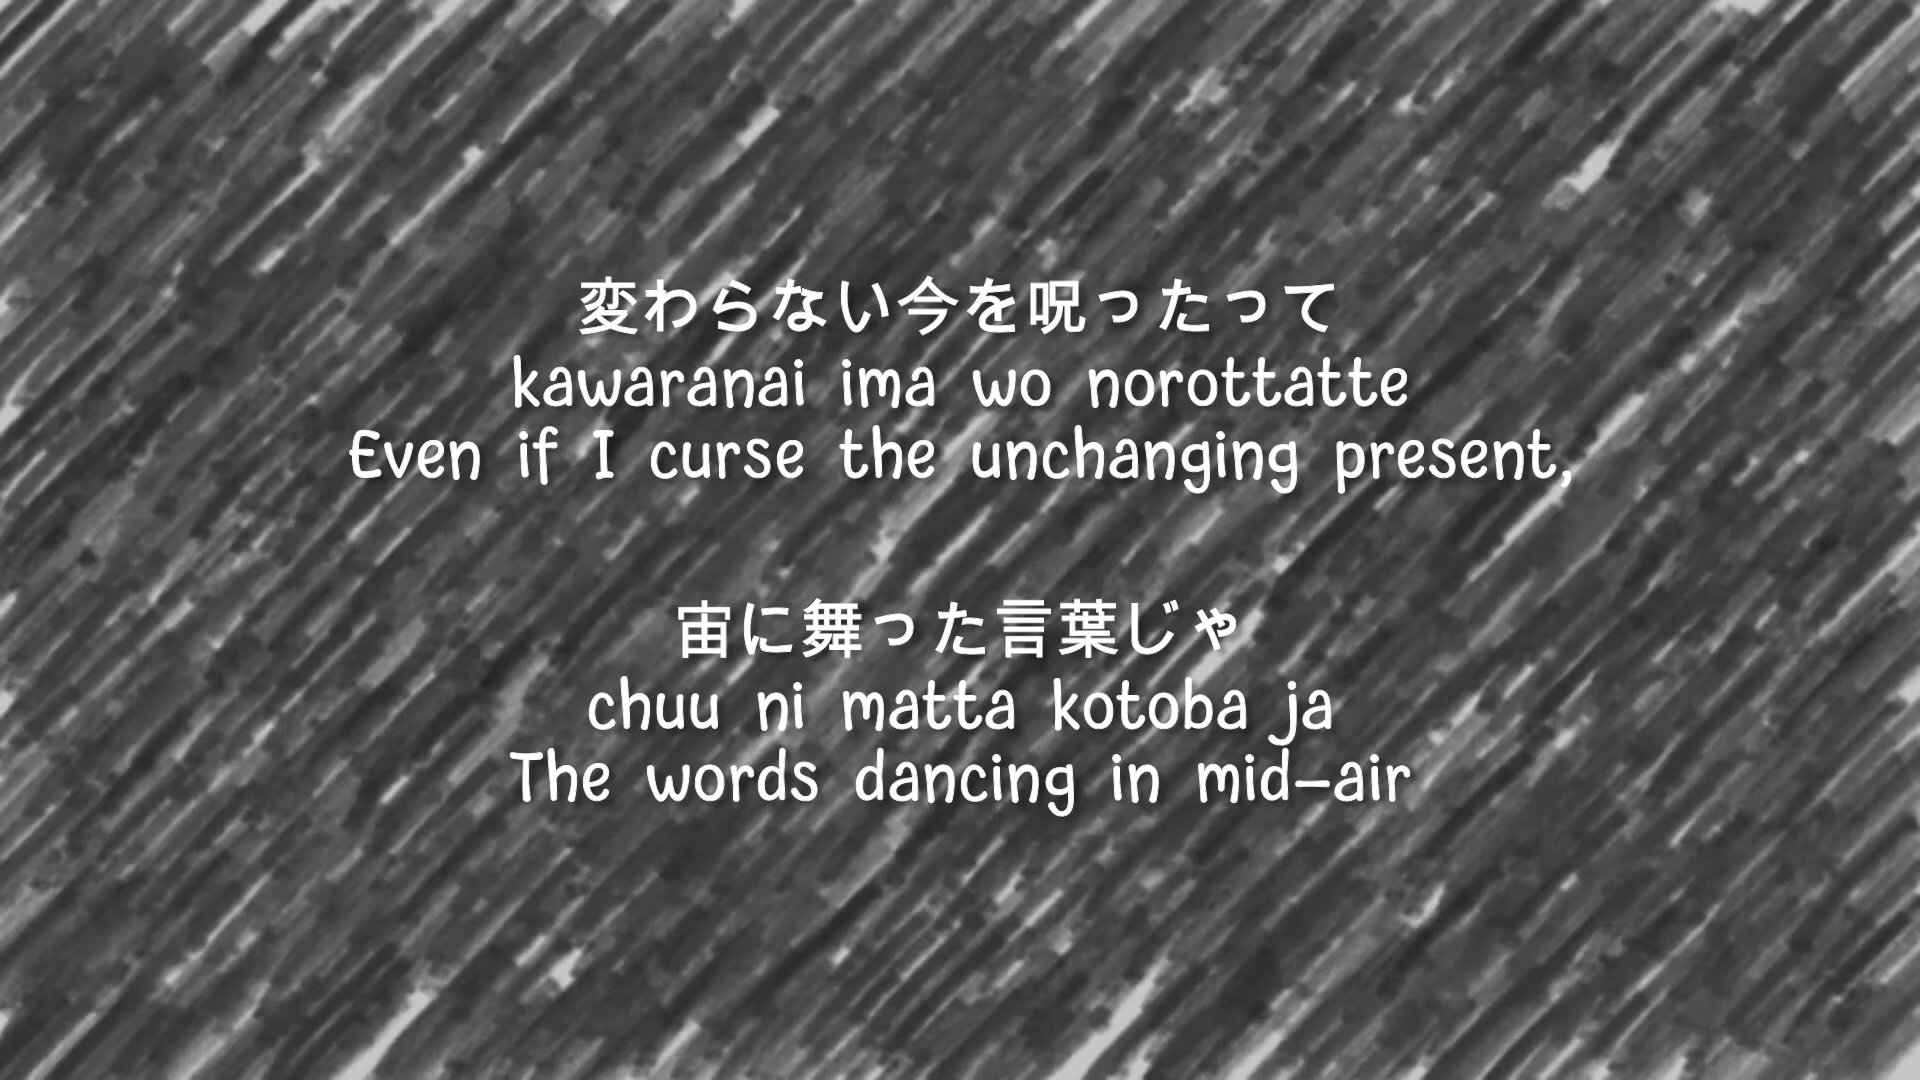 変わらない今を呪ったって
kawaranai ima wo norottatte
Even if I curse the unchanging present,
宙に舞った言葉じゃ
chuu ni matta kotoba ja
The words dancing in mid-air